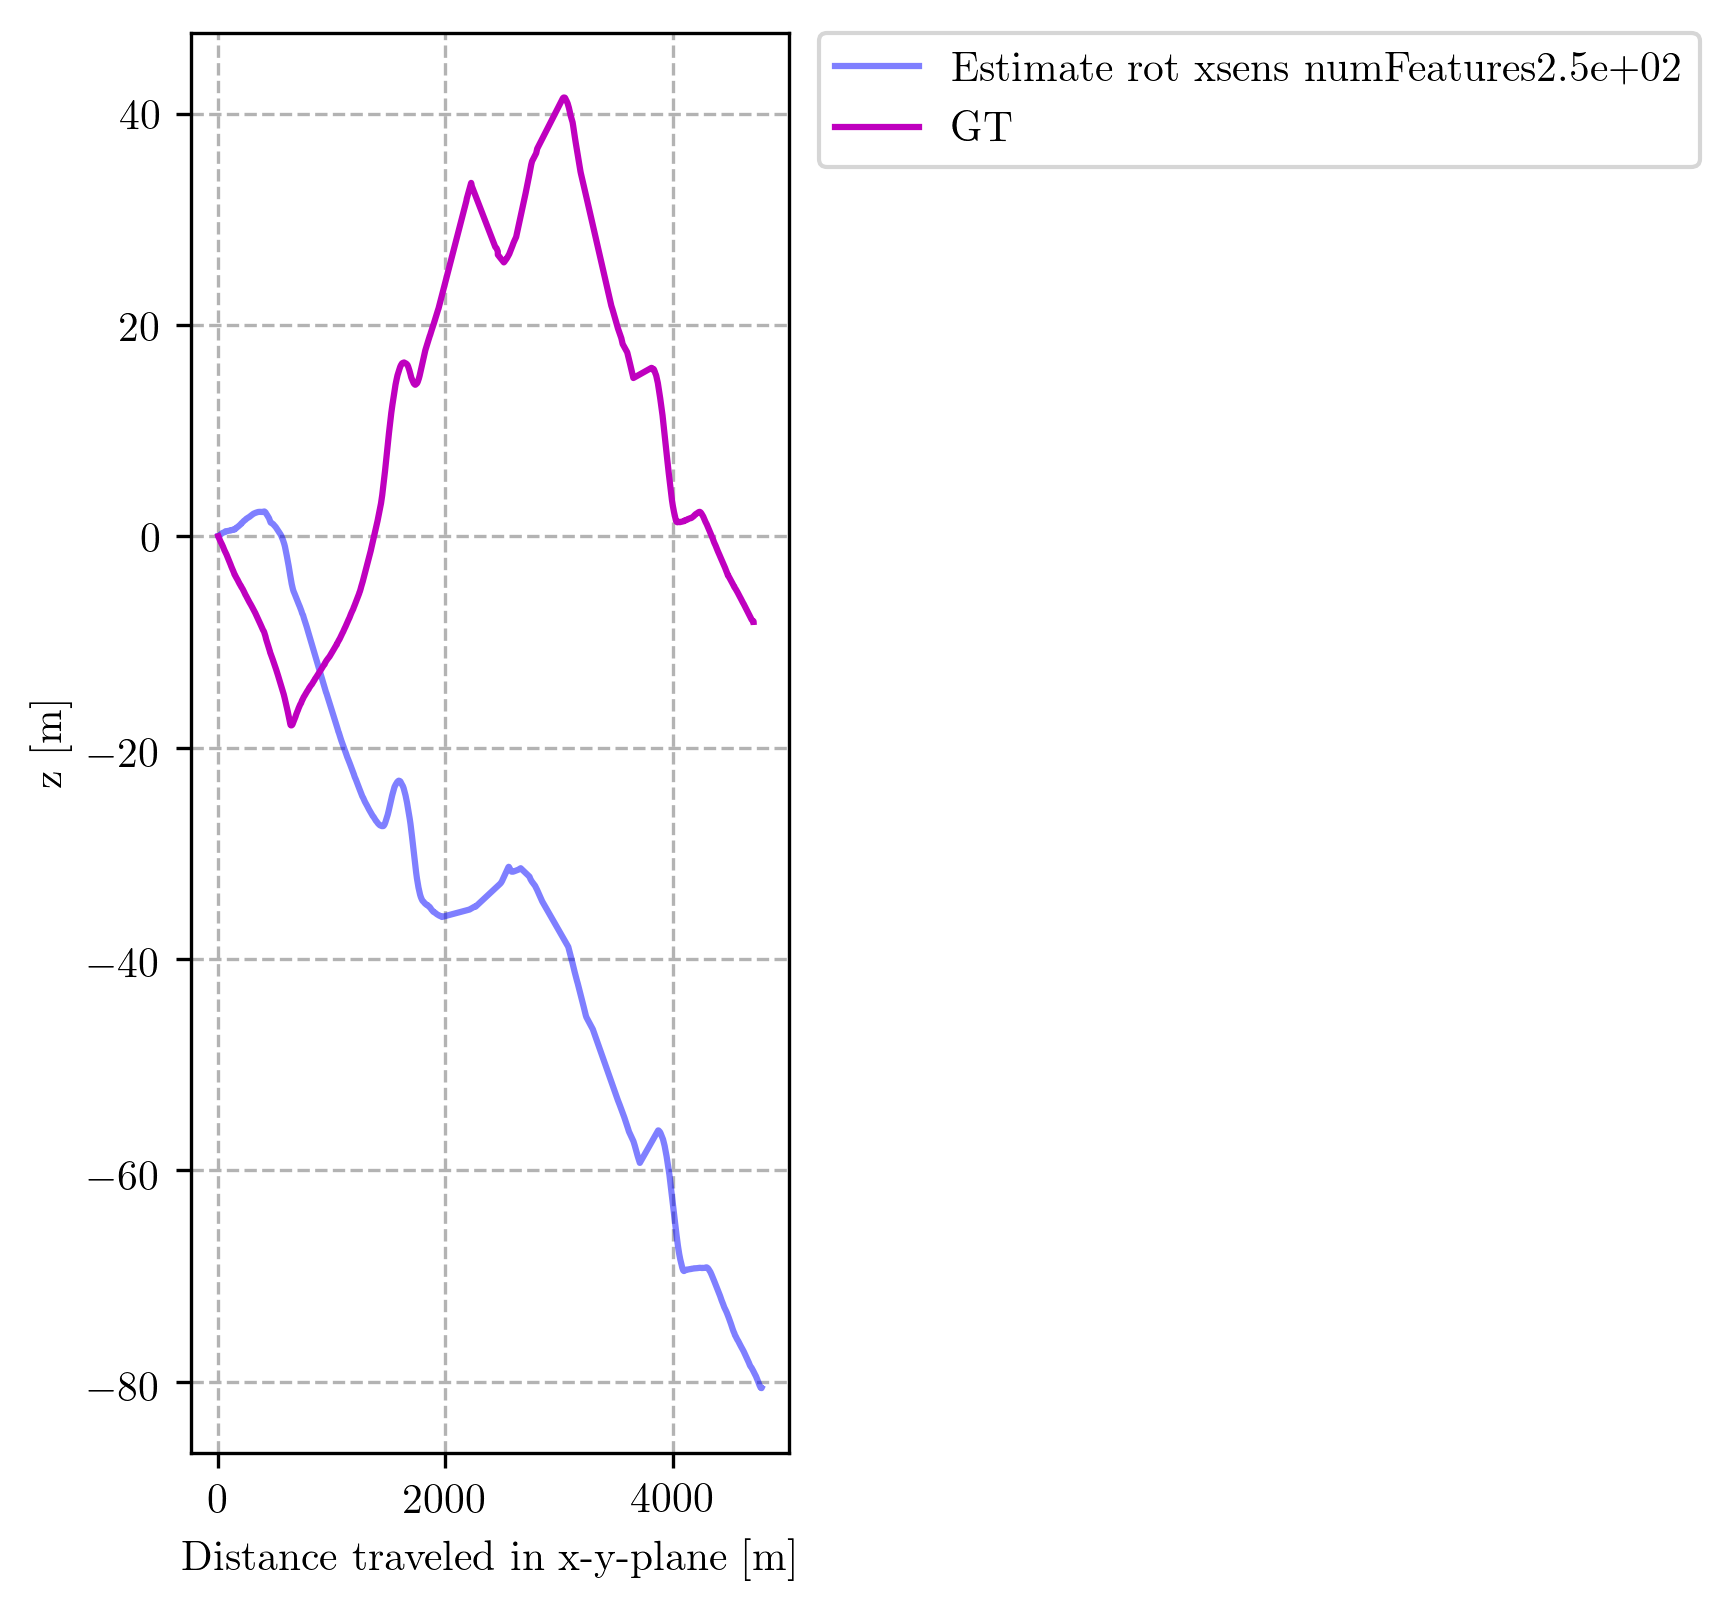 Estimate rot xsens numFeatures2.5e+02
GT
40
20
0
−20
−40
−60
−80
z [m]
0 2000 4000
Distance traveled in x-y-plane [m]